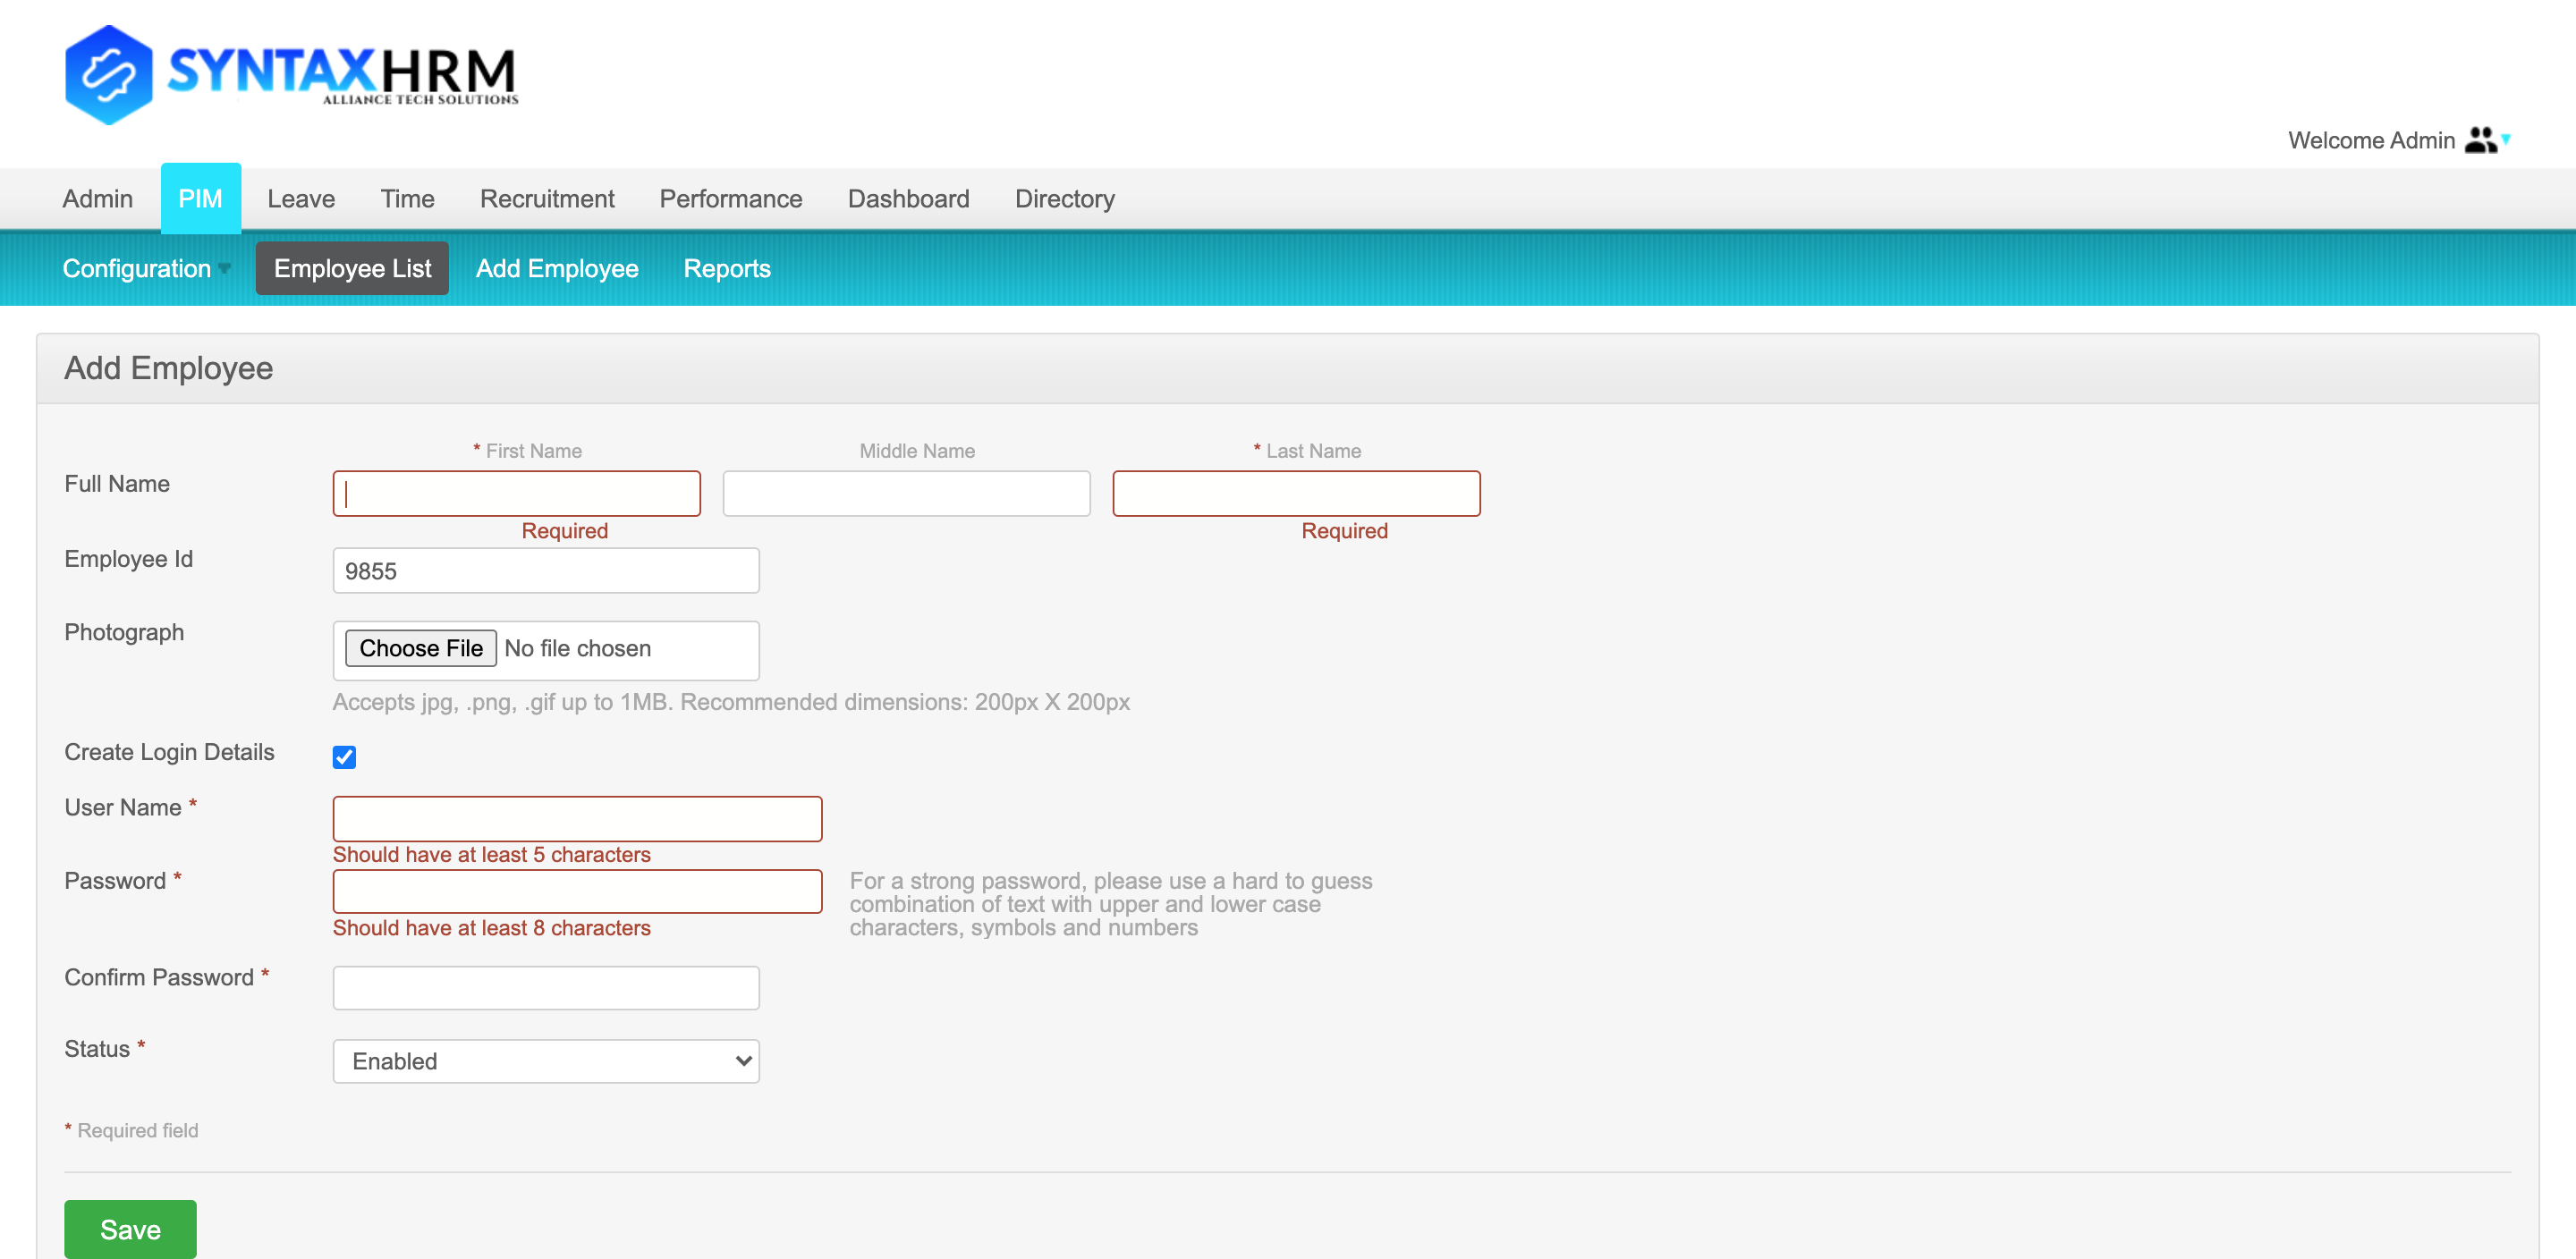 SYNTAXHRM
ALLIANCE TECH SOLUTIONS
Welcome Admin
Admin PIM Leave Time Recruitment Performance Dashboard Directory
Configuration Employee List Add Employee Reports
Add Employee
* First Name Middle Name * Last Name
Full Name
Required Required
Employee Id 9855
Photograph Choose File No file chosen
Accepts jpg, .png, .gif up to 1MB. Recommended dimensions: 200px X 200px
Create Login Details
User Name *
Should have at least 5 characters
Password *
Should have at least 8 characters
For a strong password, please use a hard to guess
combination of text with upper and lower case
characters, symbols and numbers
Confirm Password *
Status * Enabled
* Required field
Save